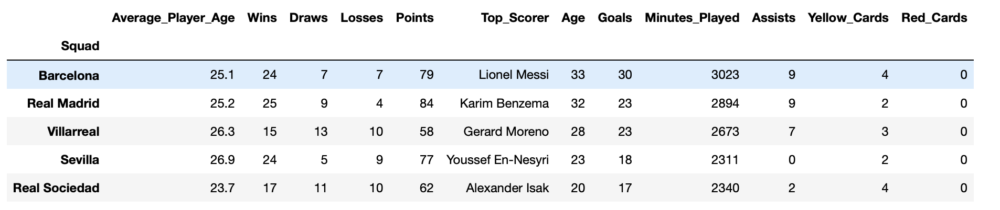 Average_Player_Age Wins Draws Losses Points Top_Scorer Age Goals Minutes_Played Assists Yellow_Cards Red_Cards
Squad
Barcelona 25.1 24 7 7 79 Lionel Messi 33 30 3023 9 4 0
Real Madrid 25.2 25 9 4 84 Karim Benzema 32 23 2894 9 2 0
Villarreal 26.3 15 13 10 58 Gerard Moreno 28 23 2673 7 3 0
Sevilla 26.9 24 5 9 77 Youssef En-Nesyri 23 18 2311 0 2 0
Real Sociedad 23.7 17 11 10 62 Alexander Isak 20 17 2340 2 4 0